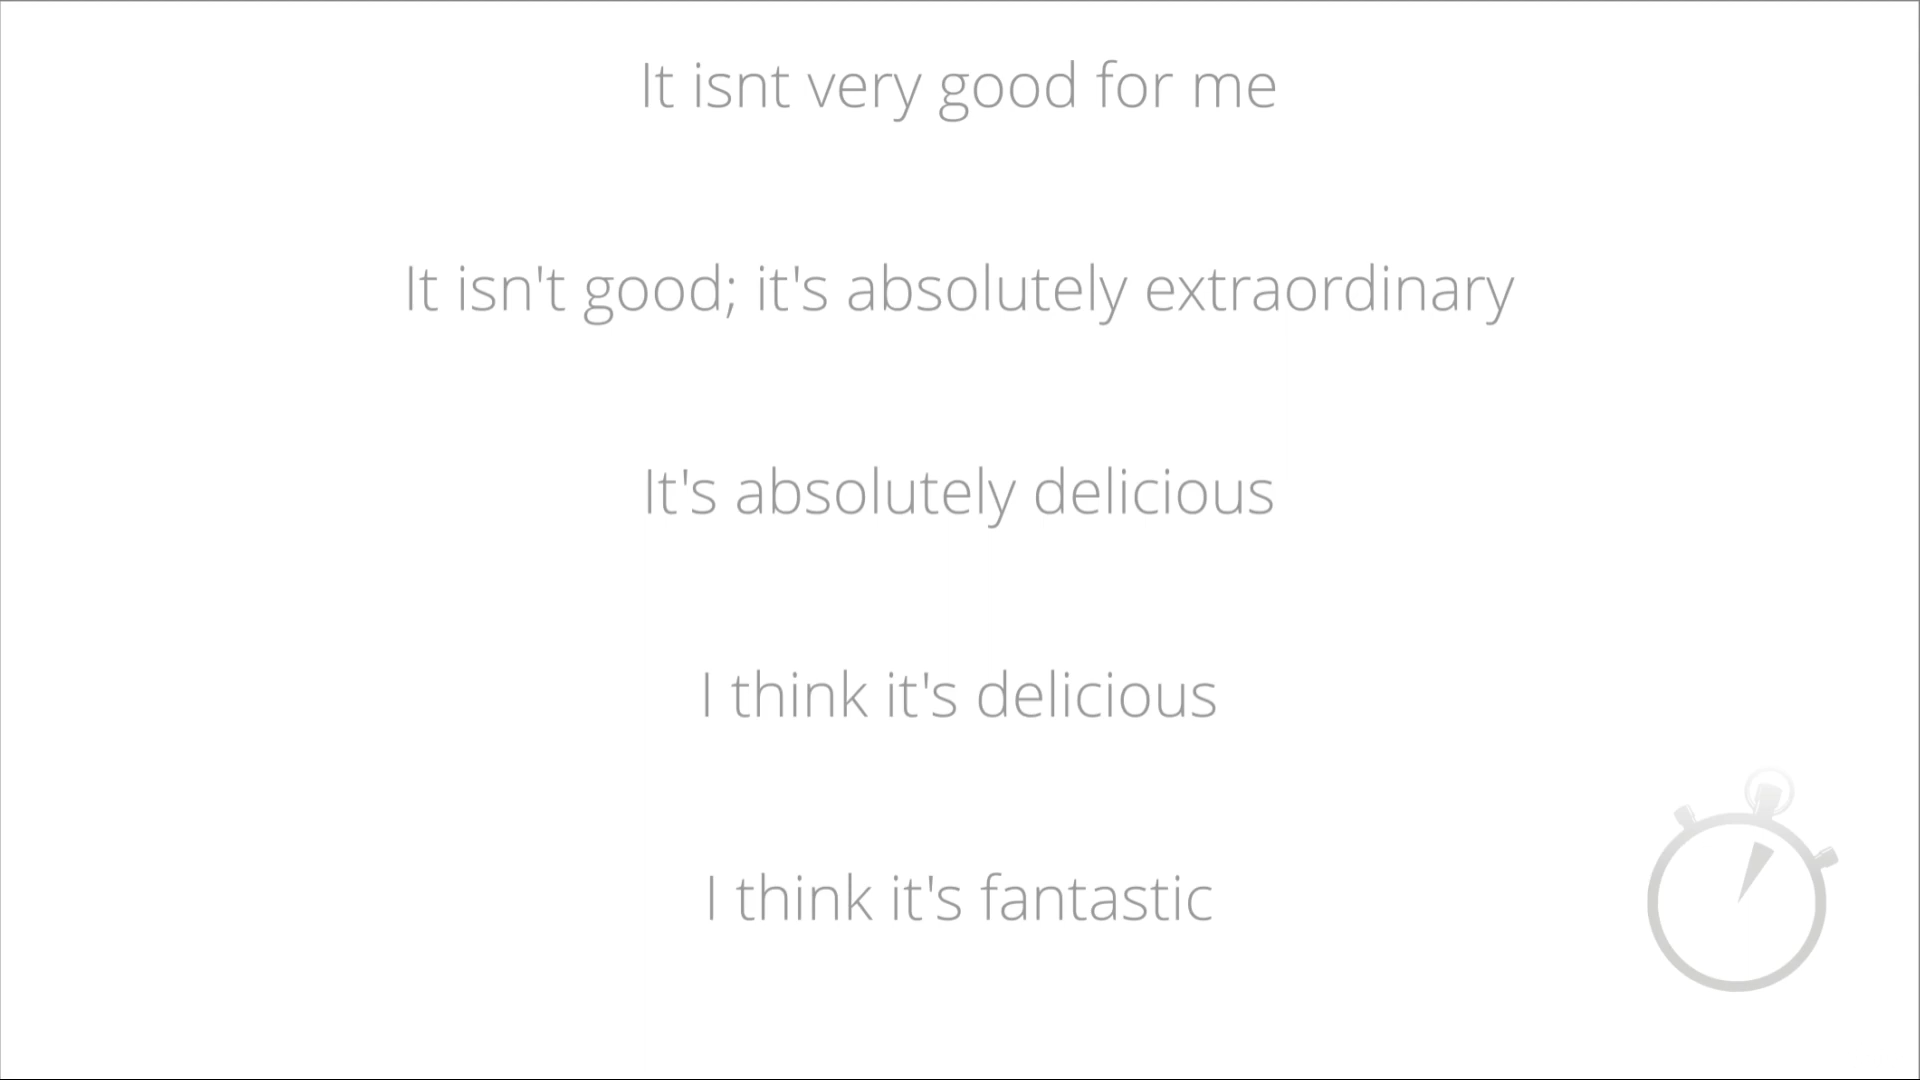 It isnt very good for me
It isn't good; it's absolutely extraordinary
It's absolutely delicious
I think it's delicious
I think it's fantastic